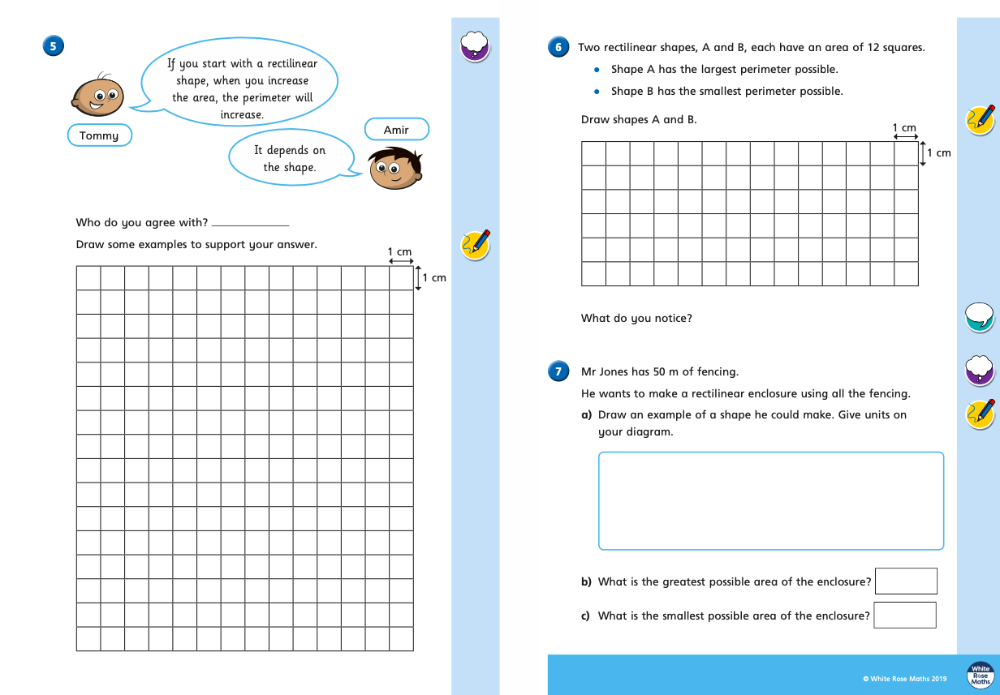 5
If you start with a rectilinear
shape, when you increase
the area, the perimeter will
increase.
Tommy
Amir
It depends on
the shape.
Who do you agree with?
Draw some examples to support your answer.
1 cm
1 cm
6 Two rectilinear shapes, A and B, each have an area of 12 squares.
• Shape A has the largest perimeter possible.
• Shape B has the smallest perimeter possible.
Draw shapes A and B.
1 cm
1 cm
What do you notice?
7 Mr Jones has 50 m of fencing.
He wants to make a rectilinear enclosure using all the fencing.
a) Draw an example of a shape he could make. Give units on
your diagram.
b) What is the greatest possible area of the enclosure?
c) What is the smallest possible area of the enclosure?
© White Rose Maths 2019
White
Rose
Maths